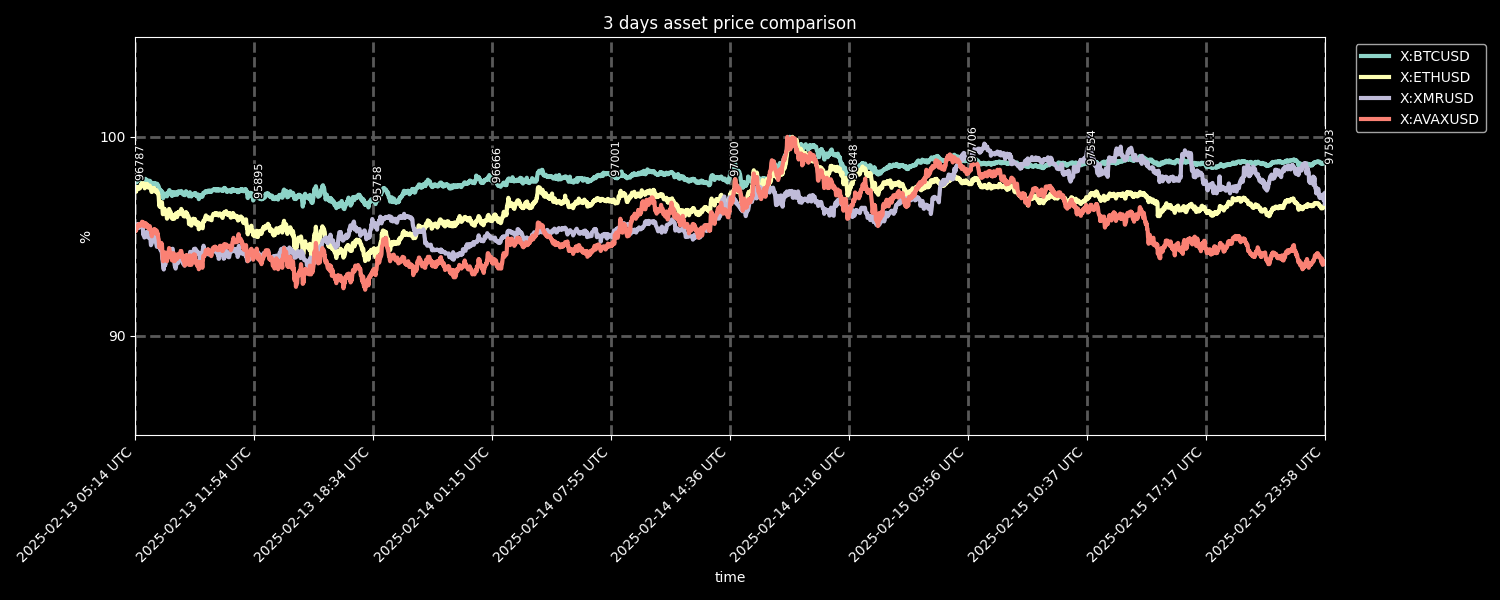 3 days asset price comparison
X:BTCUSD
X:ETHUSD
X:XMRUSD
X:AVAXUSD
100
90
%
96787
95895
95758
96666
97001
97000
96848
97706
97554
97511
97593
2025-02-13 05:14 UTC
2025-02-13 11:54 UTC
2025-02-13 18:34 UTC
2025-02-14 01:15 UTC
2025-02-14 07:55 UTC
2025-02-14 14:36 UTC
2025-02-14 21:16 UTC
2025-02-15 03:56 UTC
2025-02-15 10:37 UTC
2025-02-15 17:17 UTC
2025-02-15 23:58 UTC
time